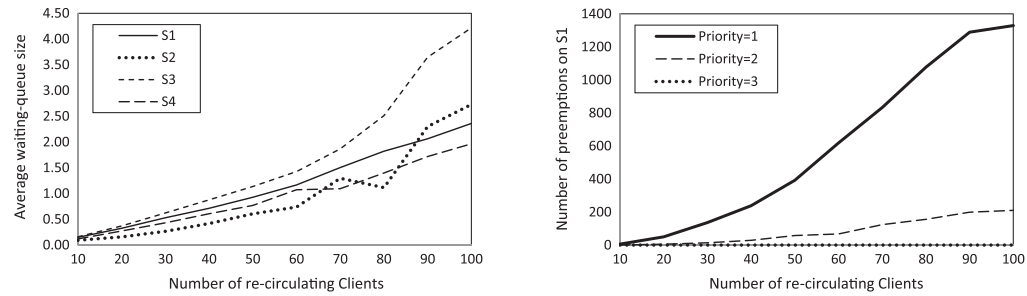 4.50
4.00
3.50
3.00
2.50
2.00
1.50
1.00
0.50
0.00
Average waiting-queue size
S1
S2
S3
S4
10 20 30 40 50 60 70 80 90 100
Number of re-circulating Clients
1400
1200
1000
800
600
400
200
0
Number of preemptions on S1
Priority=1
Priority=2
Priority=3
10 20 30 40 50 60 70 80 90 100
Number of re-circulating Clients